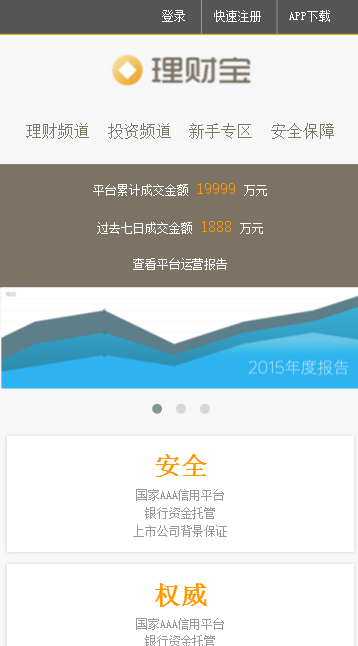 登录 快速注册 APP下载
理财宝
理财频道 投资频道 新手专区 安全保障
平台累计成交金额 19999 万元
过去七日成交金额 1888 万元
查看平台运营报告
2015年度报告
安全
国家AAA信用平台
银行资金托管
上市公司背景保证
权威
国家AAA信用平台
银行资金托管